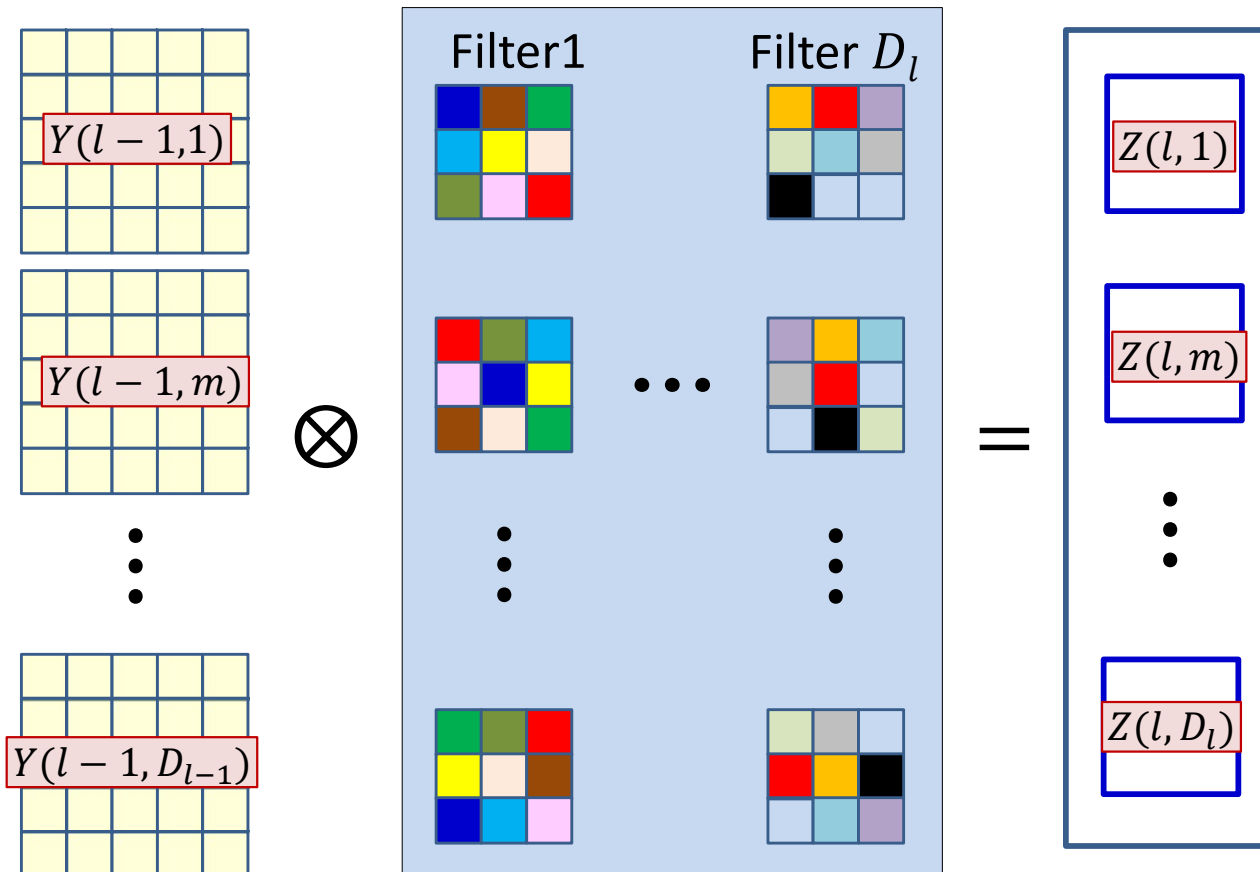 Filter1
Filter D_l
Y(l − 1,1)
Z(l, 1)
Y(l − 1, m)
Z(l, m)
⊗
=
Y(l − 1, D_{l−1})
Z(l, D_l)